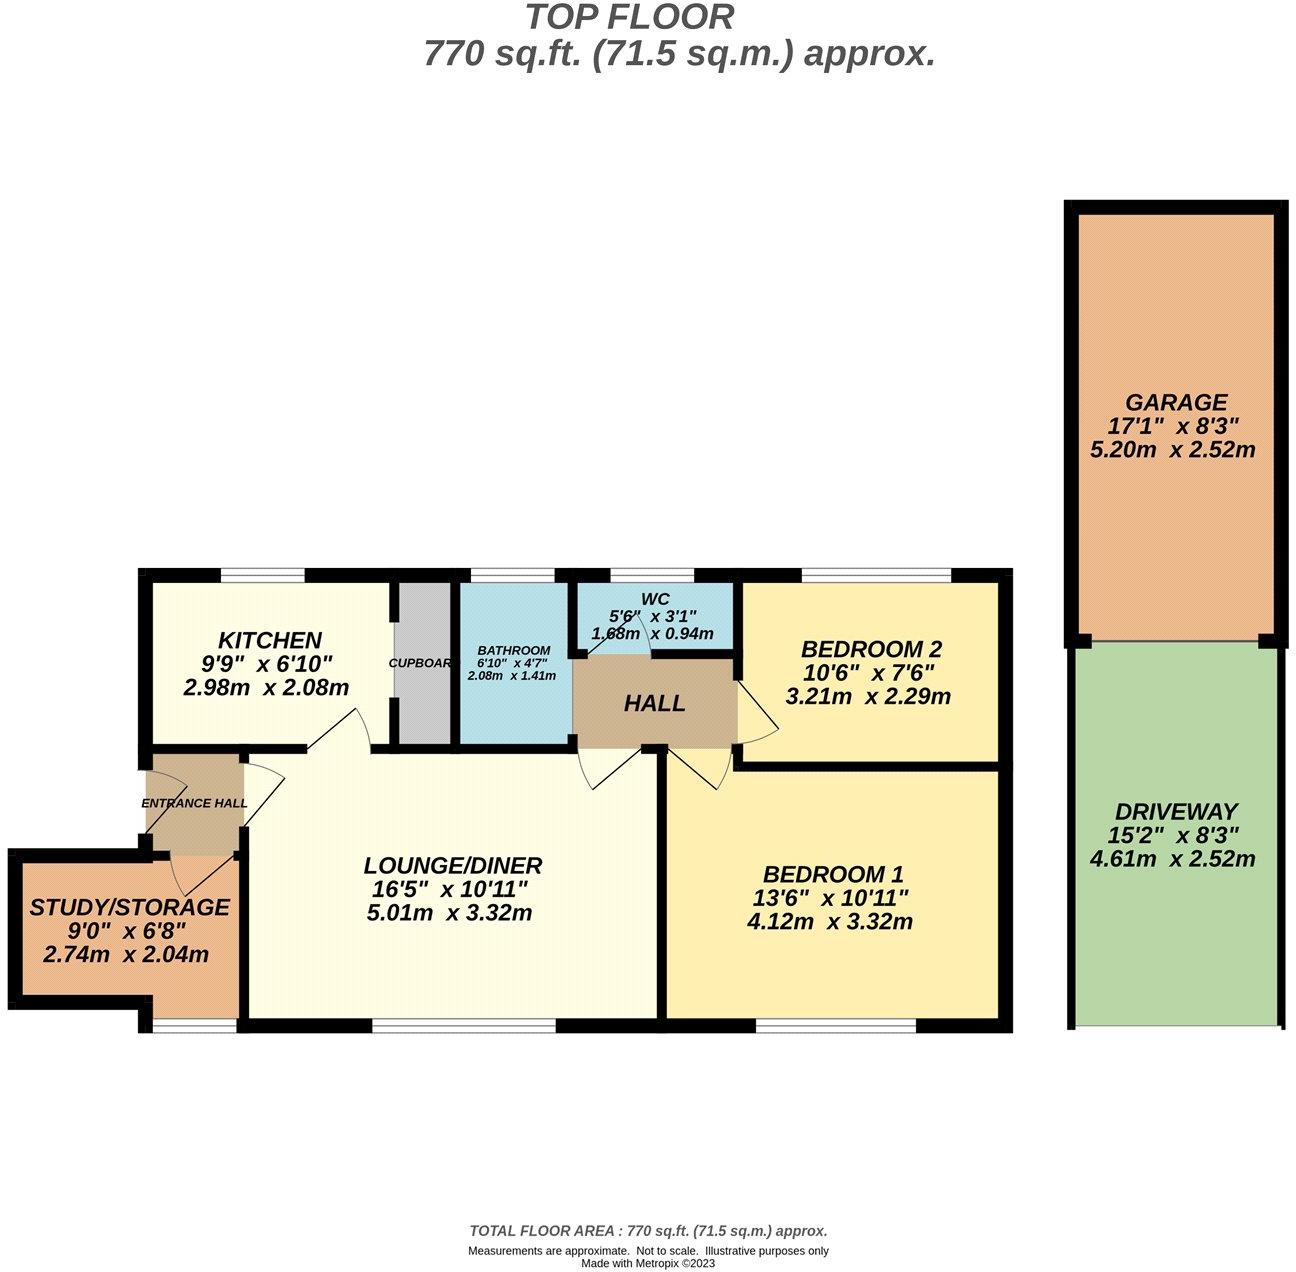 TOP FLOOR
770 sq.ft. (71.5 sq.m.) approx.
GARAGE
17'1" x 8'3"
5.20m x 2.52m
KITCHEN
9'9" x 6'10"
2.98m x 2.08m
CUPBOARD
BATHROOM
6'10" x 4'7"
2.08m x 1.41m
WC
5'6" x 3'1"
1.68m x 0.94m
HALL
BEDROOM 2
10'6" x 7'6"
3.21m x 2.29m
ENTRANCE HALL
LOUNGE/DINER
16'5" x 10'11"
5.01m x 3.32m
BEDROOM 1
13'6" x 10'11"
4.12m x 3.32m
STUDY/STORAGE
9'0" x 6'8"
2.74m x 2.04m
DRIVEWAY
15'2" x 8'3"
4.61m x 2.52m
TOTAL FLOOR AREA : 770 sq.ft. (71.5 sq.m.) approx.
Measurements are approximate. Not to scale. Illustrative purposes only
Made with Metropix ©2023